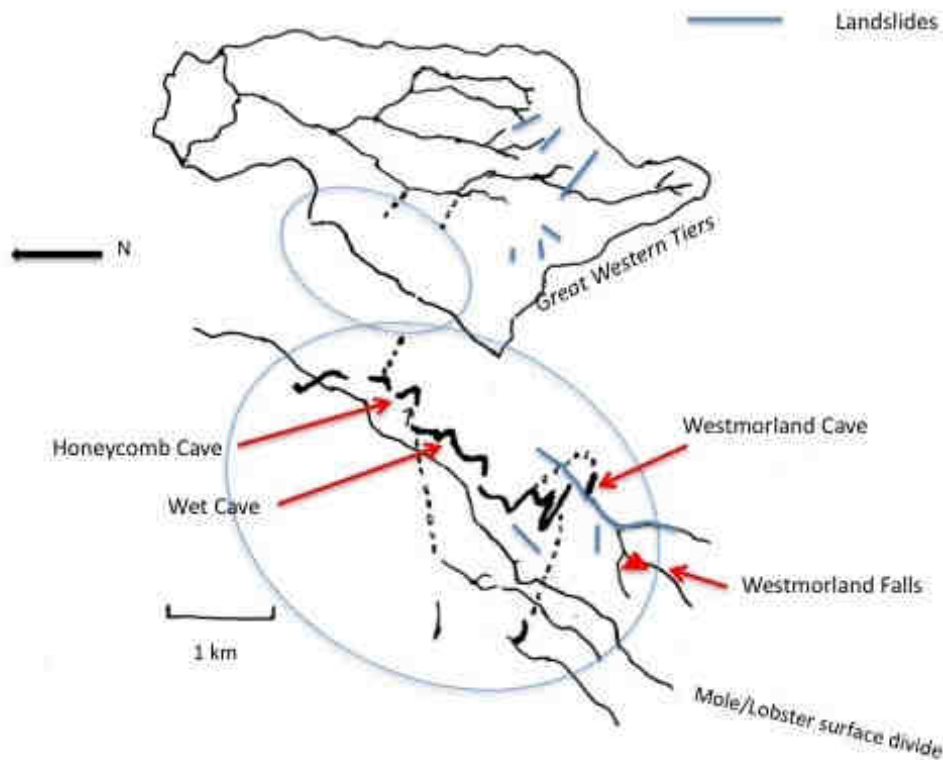 Landslides
N
Great Western Tiers
Westmorland Cave
Honeycomb Cave
Wet Cave
Westmorland Falls
1 km
Mole/Lobster surface divide